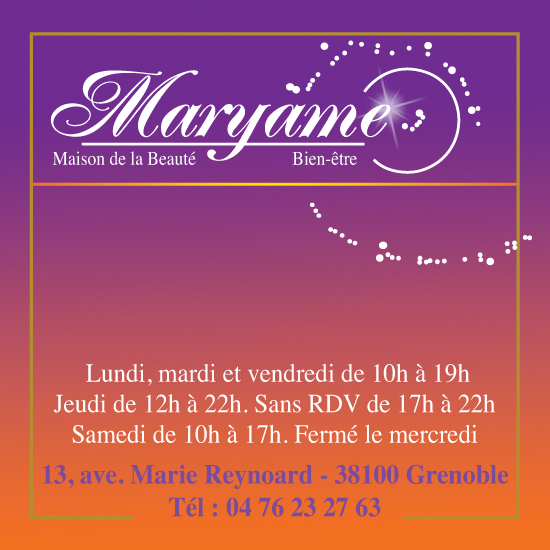 Maryame
Maison de la Beauté Bien-être
Lundi, mardi et vendredi de 10h à 19h
Jeudi de 12h à 22h. Sans RDV de 17h à 22h
Samedi de 10h à 17h. Fermé le mercredi
13, ave. Marie Reynoard - 38100 Grenoble
Tél : 04 76 23 27 63